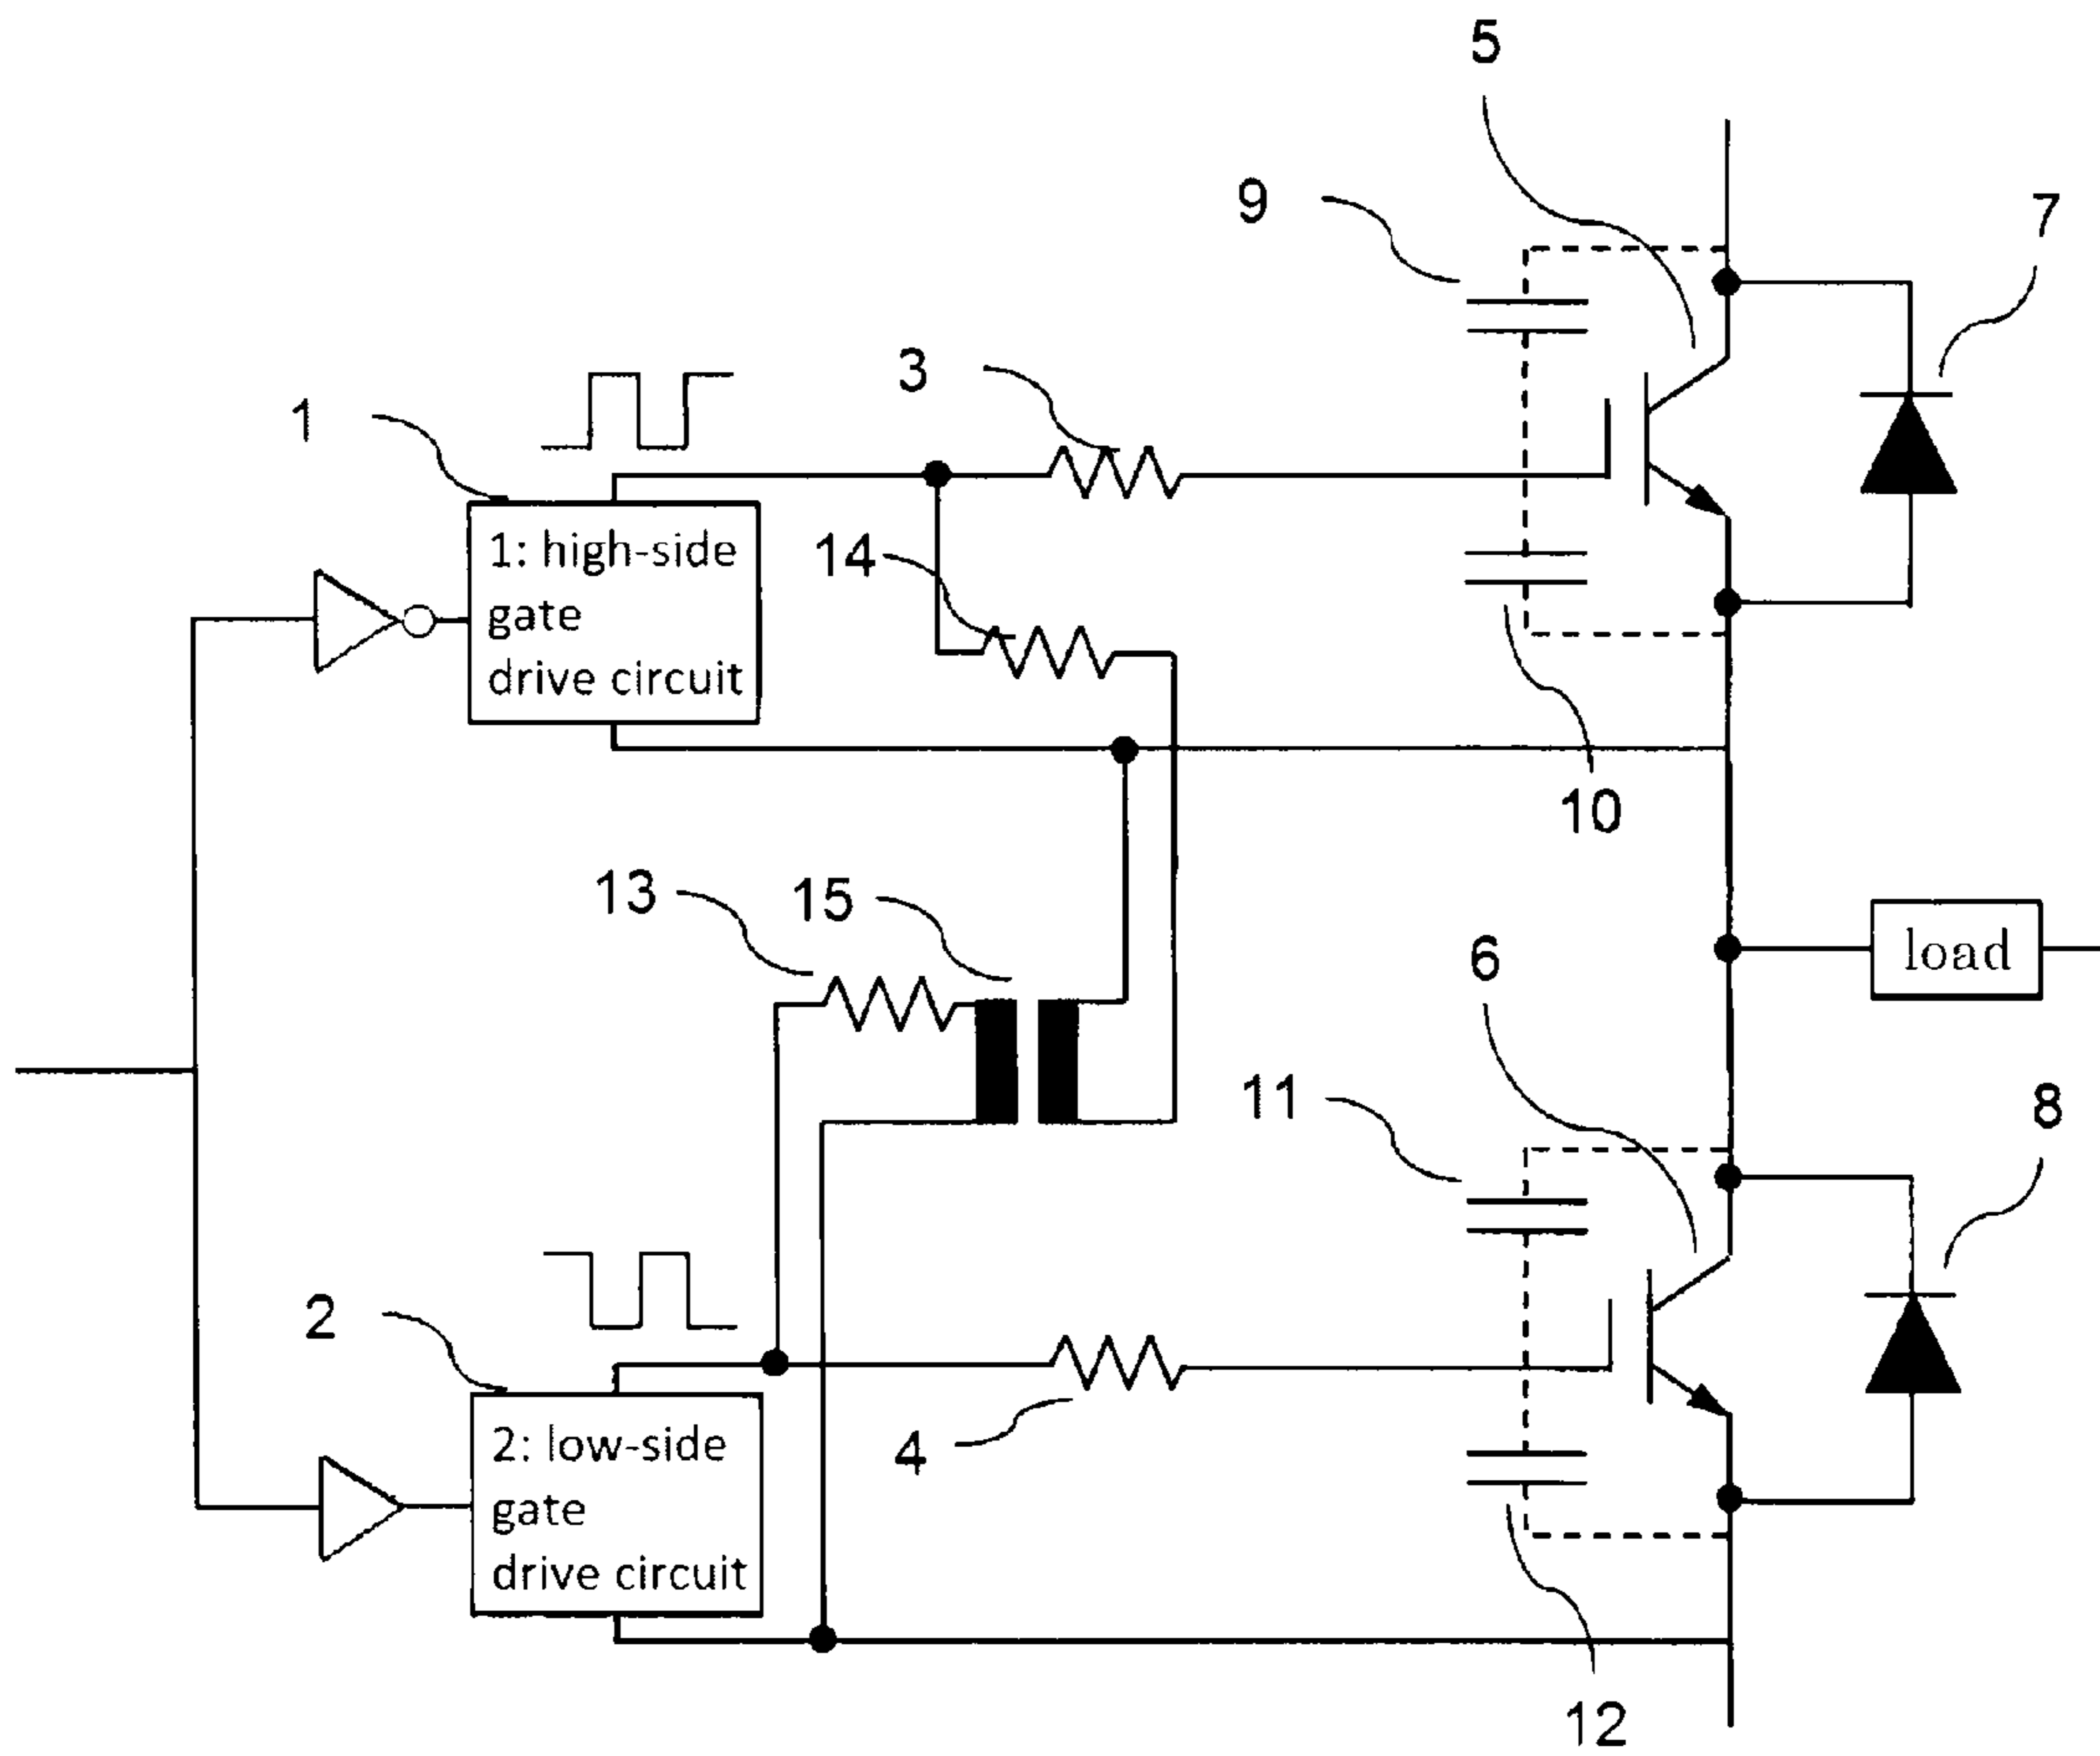 5
9
7
3
1
1: high-side
gate
drive circuit
14
10
13
15
6
load
11
8
2
2: low-side
gate
drive circuit
4
12